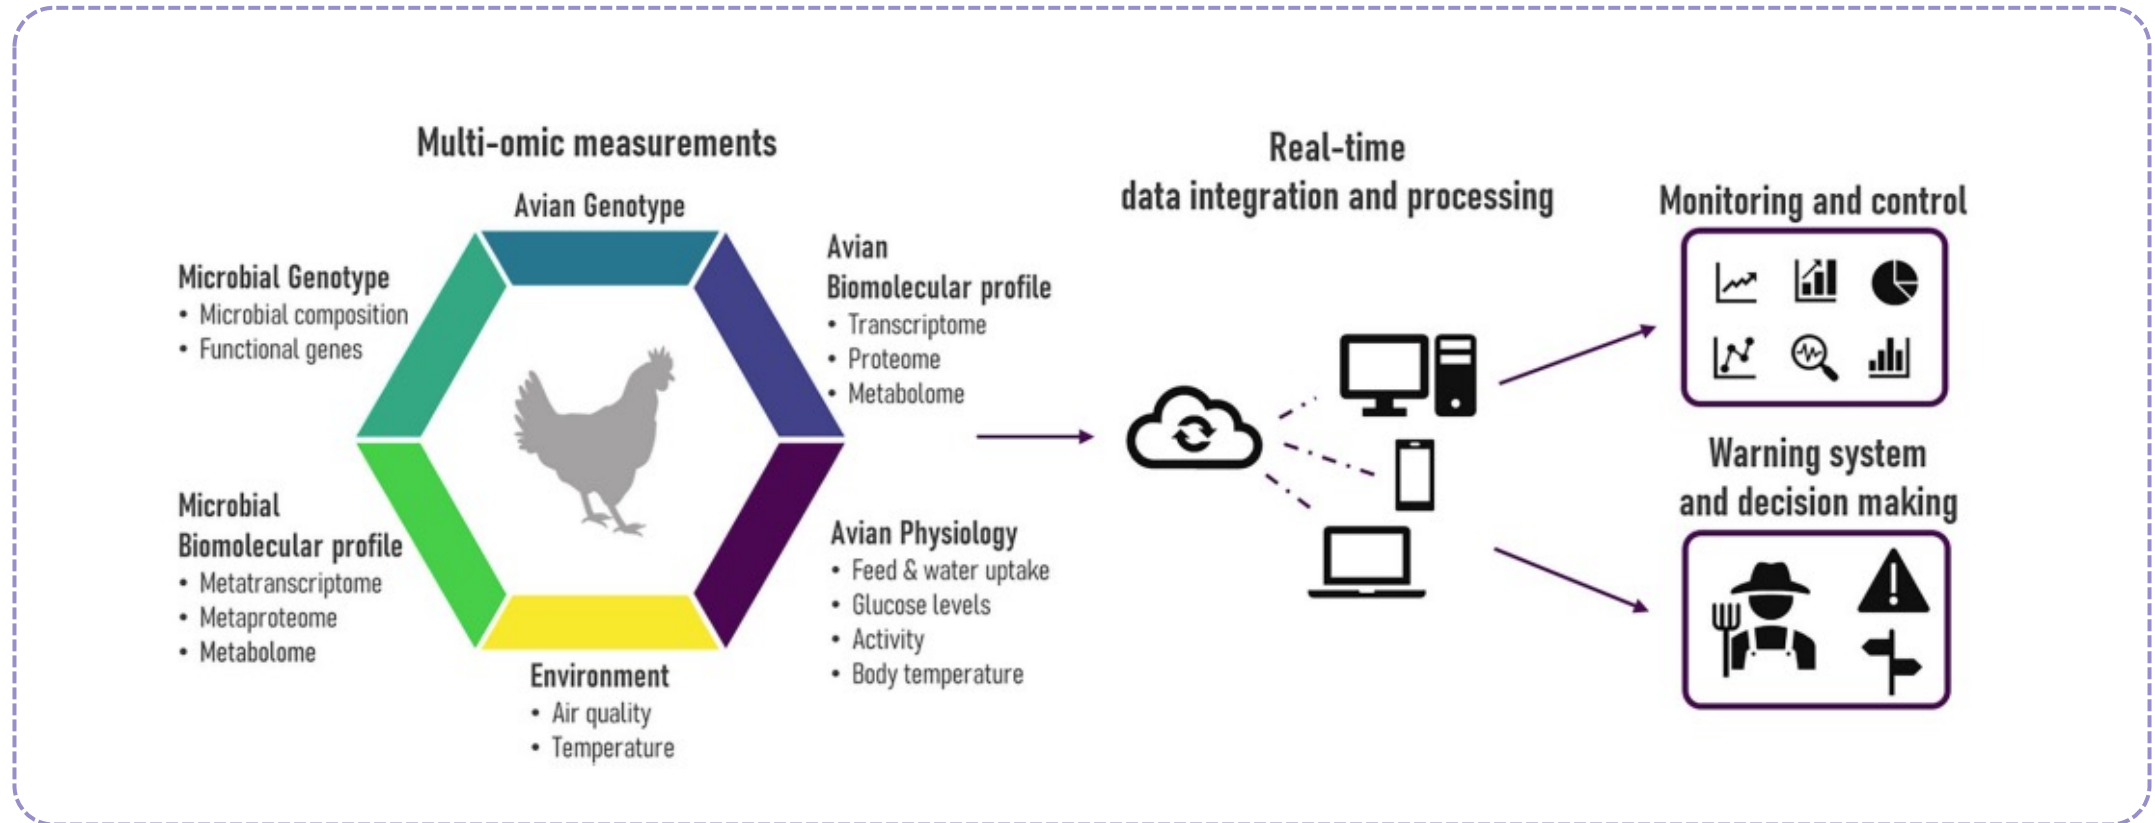 Multi-omic measurements
Avian Genotype
Microbial Genotype
• Microbial composition
• Functional genes
Avian
Biomolecular profile
• Transcriptome
• Proteome
• Metabolome
Microbial
Biomolecular profile
• Metatranscriptome
• Metaproteome
• Metabolome
Avian Physiology
• Feed & water uptake
• Glucose levels
• Activity
• Body temperature
Environment
• Air quality
• Temperature
Real-time
data integration and processing
Monitoring and control
Warning system
and decision making